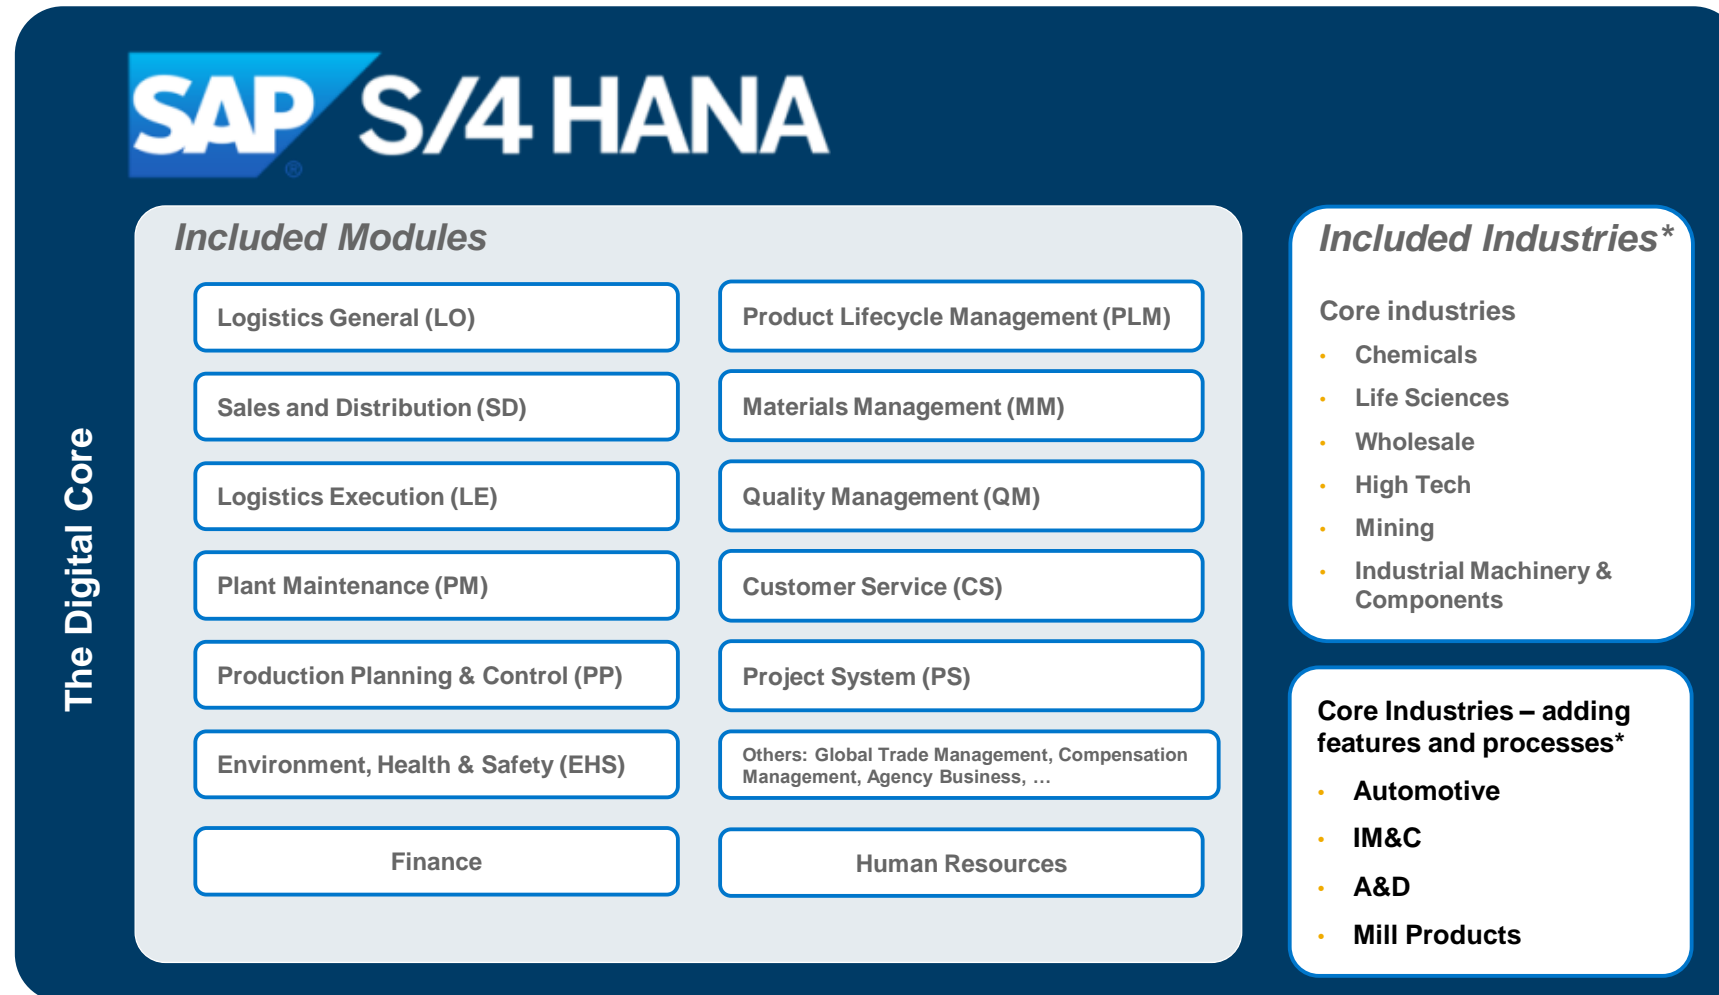 SAP S/4 HANA
®
The Digital Core
Included Modules
Logistics General (LO)
Product Lifecycle Management (PLM)
Sales and Distribution (SD)
Materials Management (MM)
Logistics Execution (LE)
Quality Management (QM)
Plant Maintenance (PM)
Customer Service (CS)
Production Planning & Control (PP)
Project System (PS)
Environment, Health & Safety (EHS)
Others: Global Trade Management, Compensation
Management, Agency Business, …
Finance
Human Resources
Included Industries*
Core industries
• Chemicals
• Life Sciences
• Wholesale
• High Tech
• Mining
• Industrial Machinery &
Components
Core Industries – adding
features and processes*
• Automotive
• IM&C
• A&D
• Mill Products